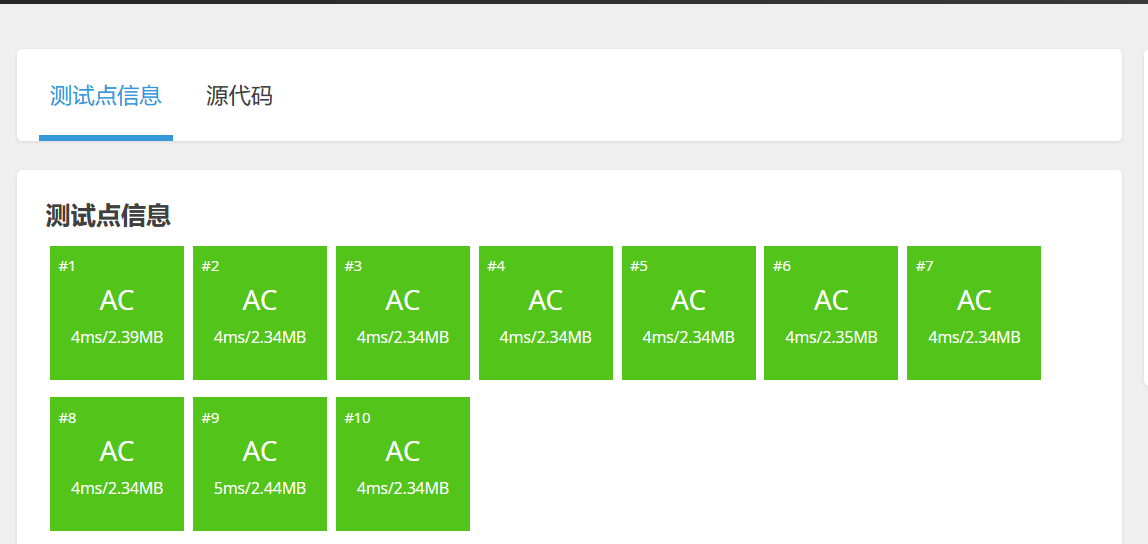 测试点信息 源代码
测试点信息
#1 #2 #3 #4 #5 #6 #7
AC AC AC AC AC AC AC
4ms/2.39MB 4ms/2.34MB 4ms/2.34MB 4ms/2.34MB 4ms/2.34MB 4ms/2.35MB 4ms/2.34MB
#8 #9 #10
AC AC AC
4ms/2.34MB 5ms/2.44MB 4ms/2.34MB